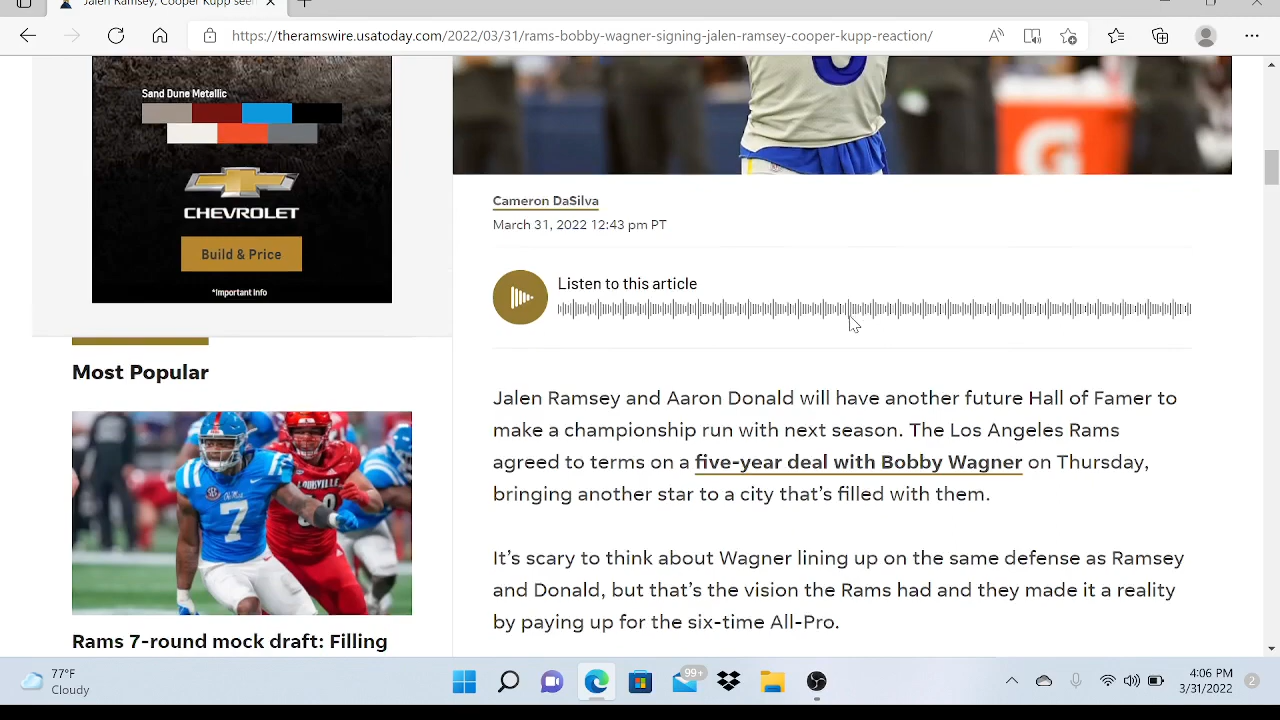 Jalen Ramsey, Cooper Kupp seem
https://theramswire.usatoday.com/2022/03/31/rams-bobby-wagner-signing-jalen-ramsey-cooper-kupp-reaction/
Sand Dune Metallic
CHEVROLET
Build & Price
*Important Info
G
Cameron DaSilva
March 31, 2022 12:43 pm PT
Listen to this article
Most Popular
7
LOUISVILLE
Rams 7-round mock draft: Filling
Jalen Ramsey and Aaron Donald will have another future Hall of Famer to
make a championship run with next season. The Los Angeles Rams
agreed to terms on a five-year deal with Bobby Wagner on Thursday,
bringing another star to a city that’s filled with them.
It’s scary to think about Wagner lining up on the same defense as Ramsey
and Donald, but that’s the vision the Rams had and they made it a reality
by paying up for the six-time All-Pro.
77°F
Cloudy
99+
4:06 PM
3/31/2022
2